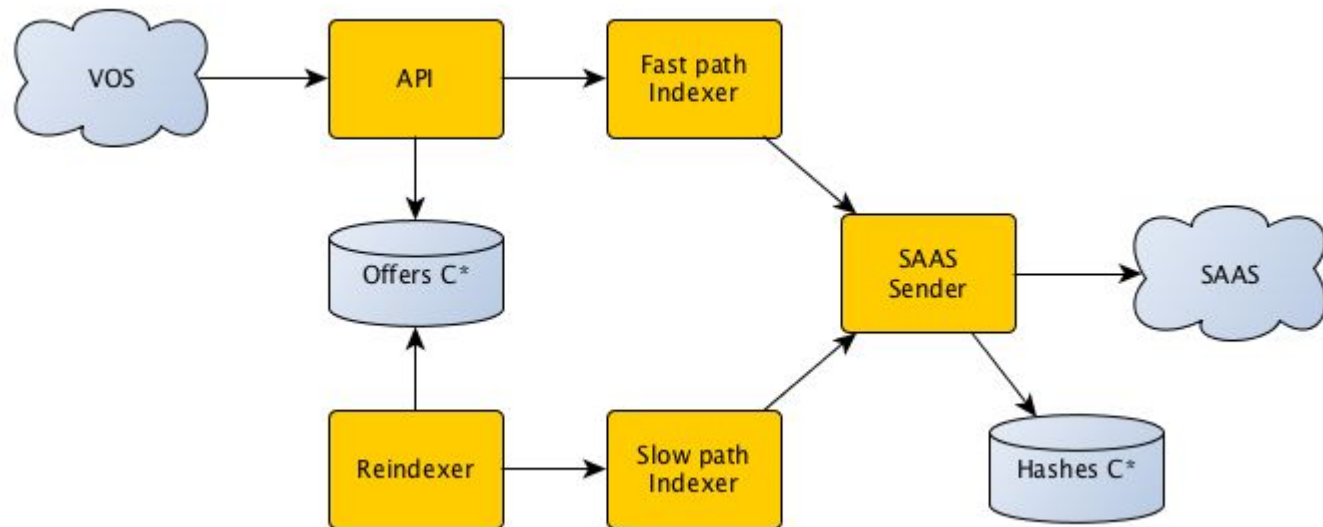 VOS
API
Fast path
Indexer
Offers C*
SAAS
Sender
SAAS
Reindexer
Slow path
Indexer
Hashes C*